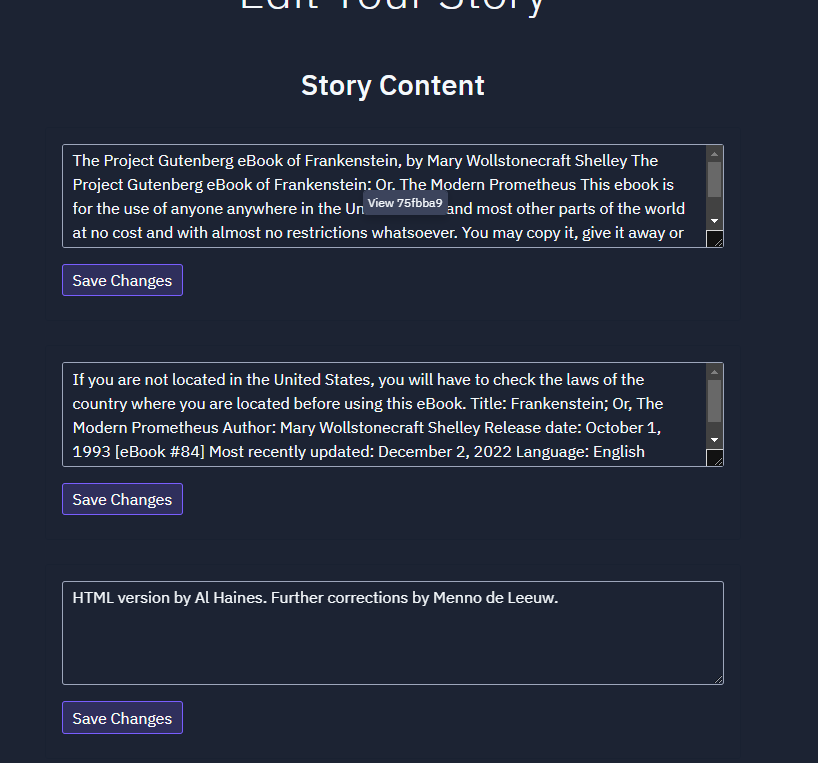 Edit Your Story
Story Content
The Project Gutenberg eBook of Frankenstein, by Mary Wollstonecraft Shelley The
Project Gutenberg eBook of Frankenstein; Or, The Modern Prometheus This ebook is
for the use of anyone anywhere in the Un and most other parts of the world
View 75fbba9
at no cost and with almost no restrictions whatsoever. You may copy it, give it away or
Save Changes
If you are not located in the United States, you will have to check the laws of the
country where you are located before using this eBook. Title: Frankenstein; Or, The
Modern Prometheus Author: Mary Wollstonecraft Shelley Release date: October 1,
1993 [eBook #84] Most recently updated: December 2, 2022 Language: English
Save Changes
HTML version by Al Haines. Further corrections by Menno de Leeuw.
Save Changes